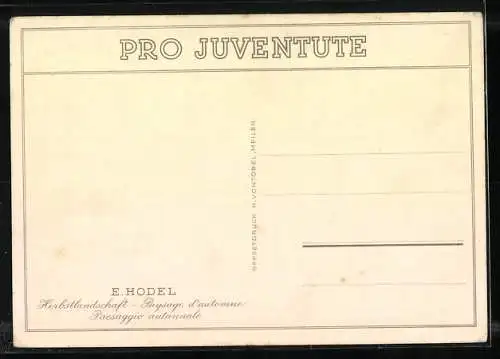 PRO JUVENTUTE
OFFSETDRUCK H. VONTOBEL, MEILEN
E. HODEL
Herbstlandschaft - Paysage d'automne
Paesaggio autunnale